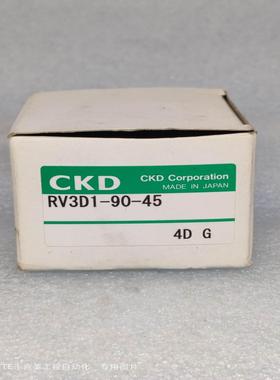 CKD
CKD Corporation
MADE IN JAPAN
RV3D1-90-45
4D G